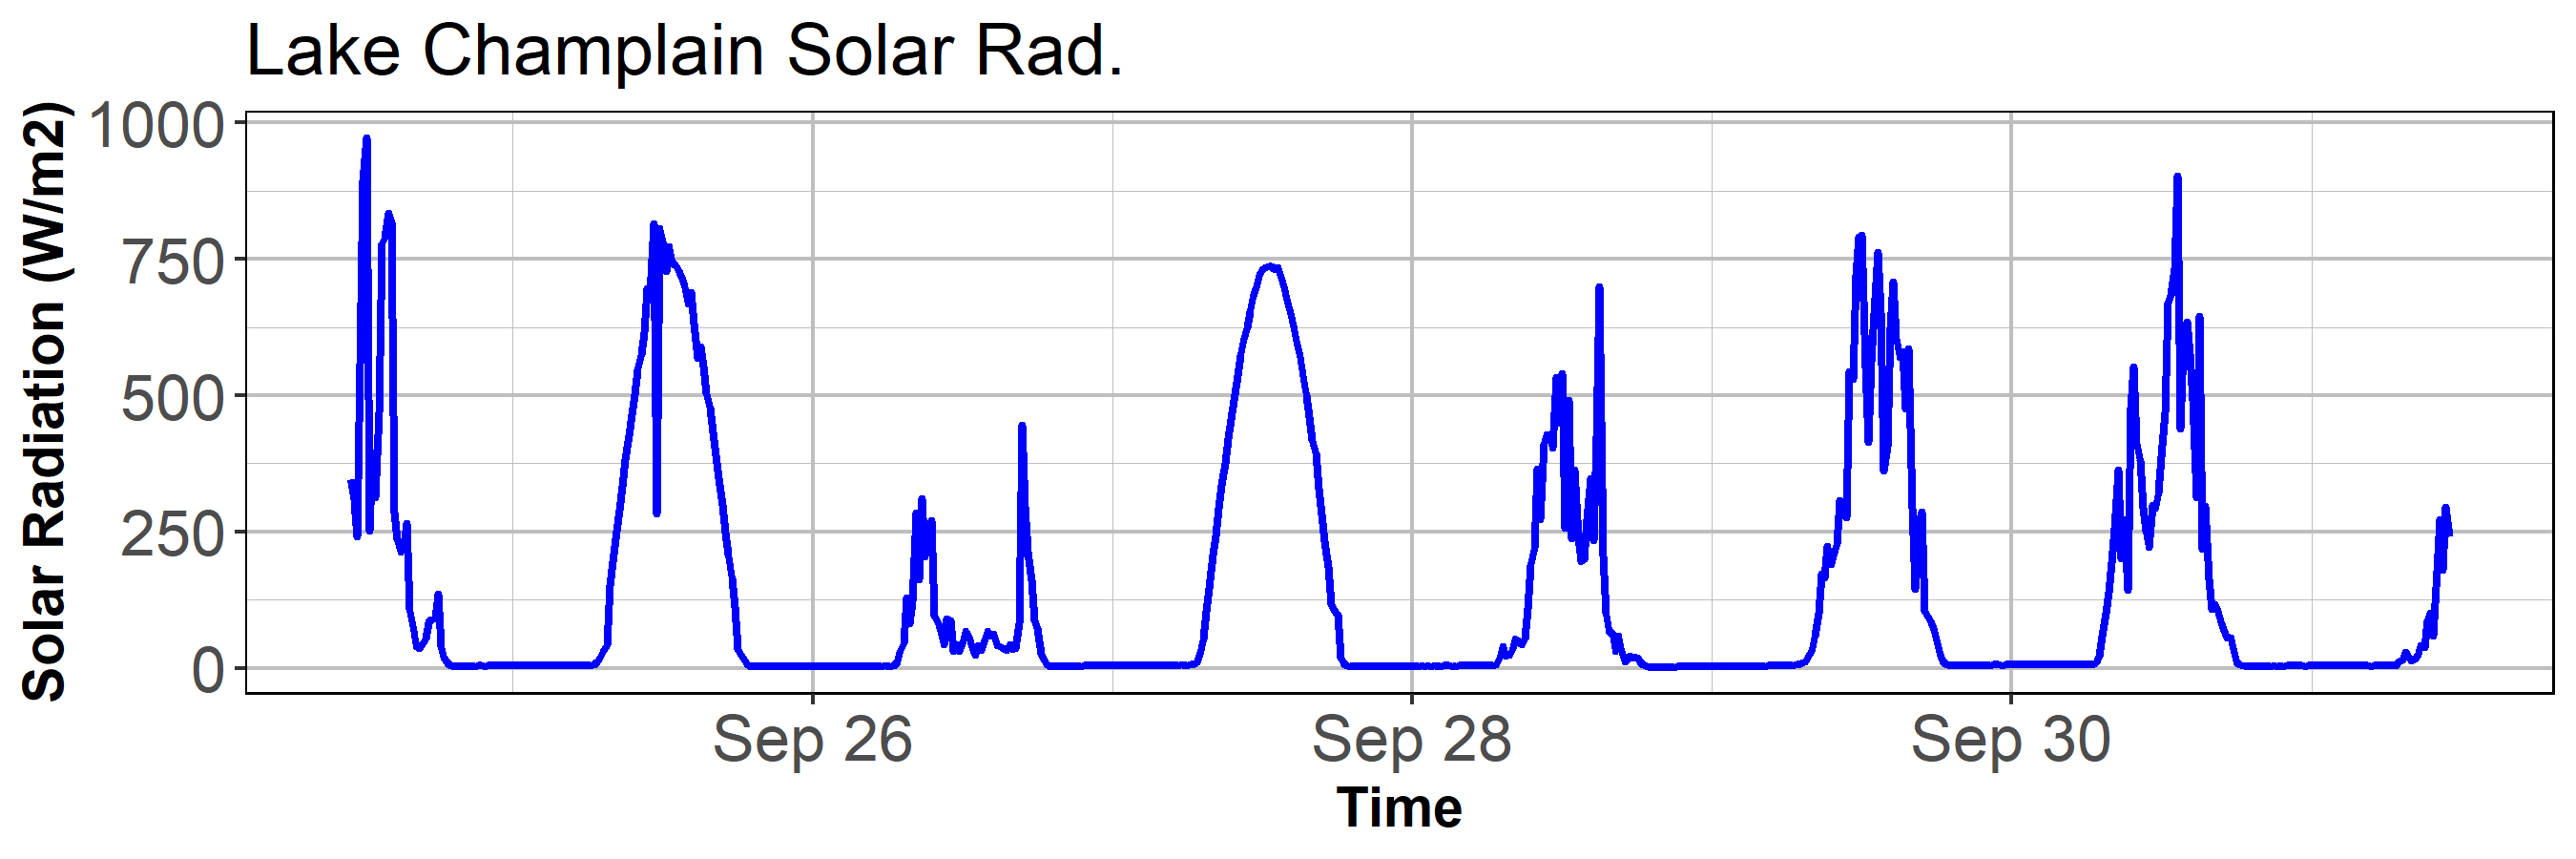 Lake Champlain Solar Rad.
Solar Radiation (W/m2)
1000
750
500
250
0
Sep 26
Sep 28
Sep 30
Time